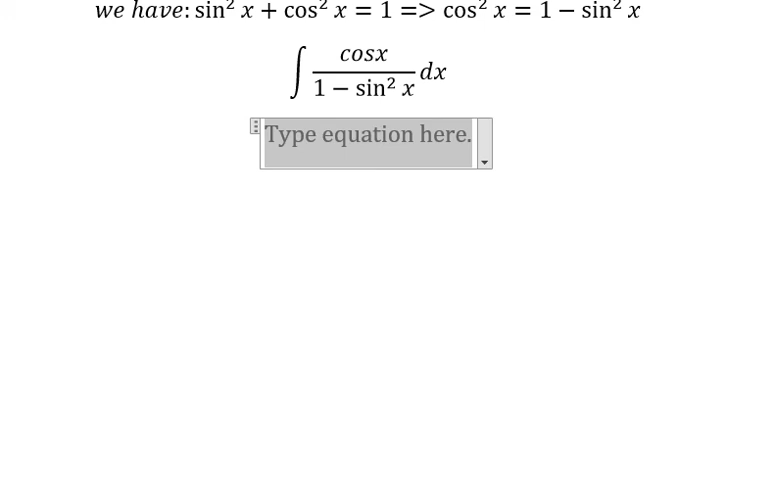 we have: sin² x + cos² x = 1 => cos² x = 1 − sin² x
∫ cosx / (1 − sin² x) dx
Type equation here.